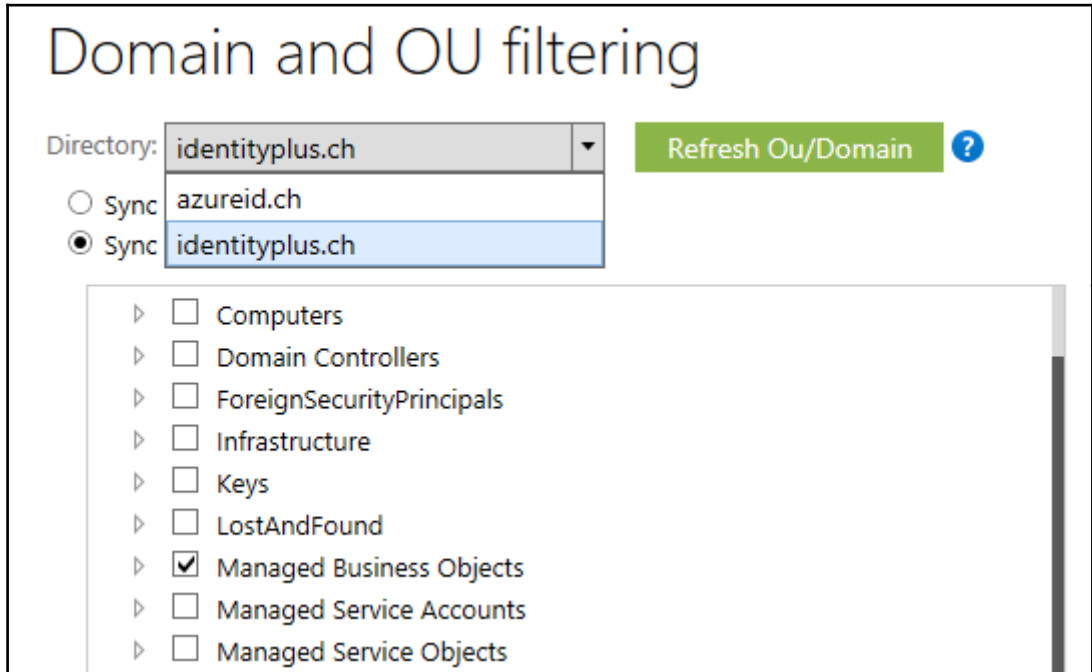 Domain and OU filtering
Directory: identityplus.ch Refresh Ou/Domain ?
Sync azureid.ch
Sync identityplus.ch
Computers
Domain Controllers
ForeignSecurityPrincipals
Infrastructure
Keys
LostAndFound
Managed Business Objects
Managed Service Accounts
Managed Service Objects